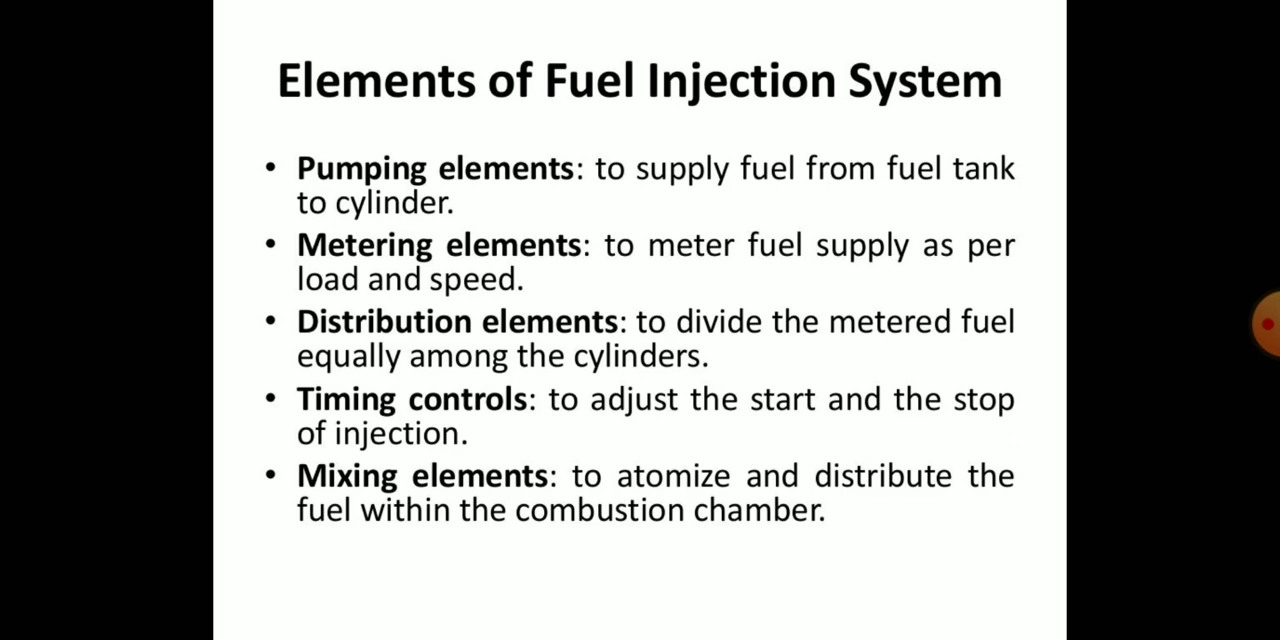 Elements of Fuel Injection System
• Pumping elements: to supply fuel from fuel tank
to cylinder.
• Metering elements: to meter fuel supply as per
load and speed.
• Distribution elements: to divide the metered fuel
equally among the cylinders.
• Timing controls: to adjust the start and the stop
of injection.
• Mixing elements: to atomize and distribute the
fuel within the combustion chamber.